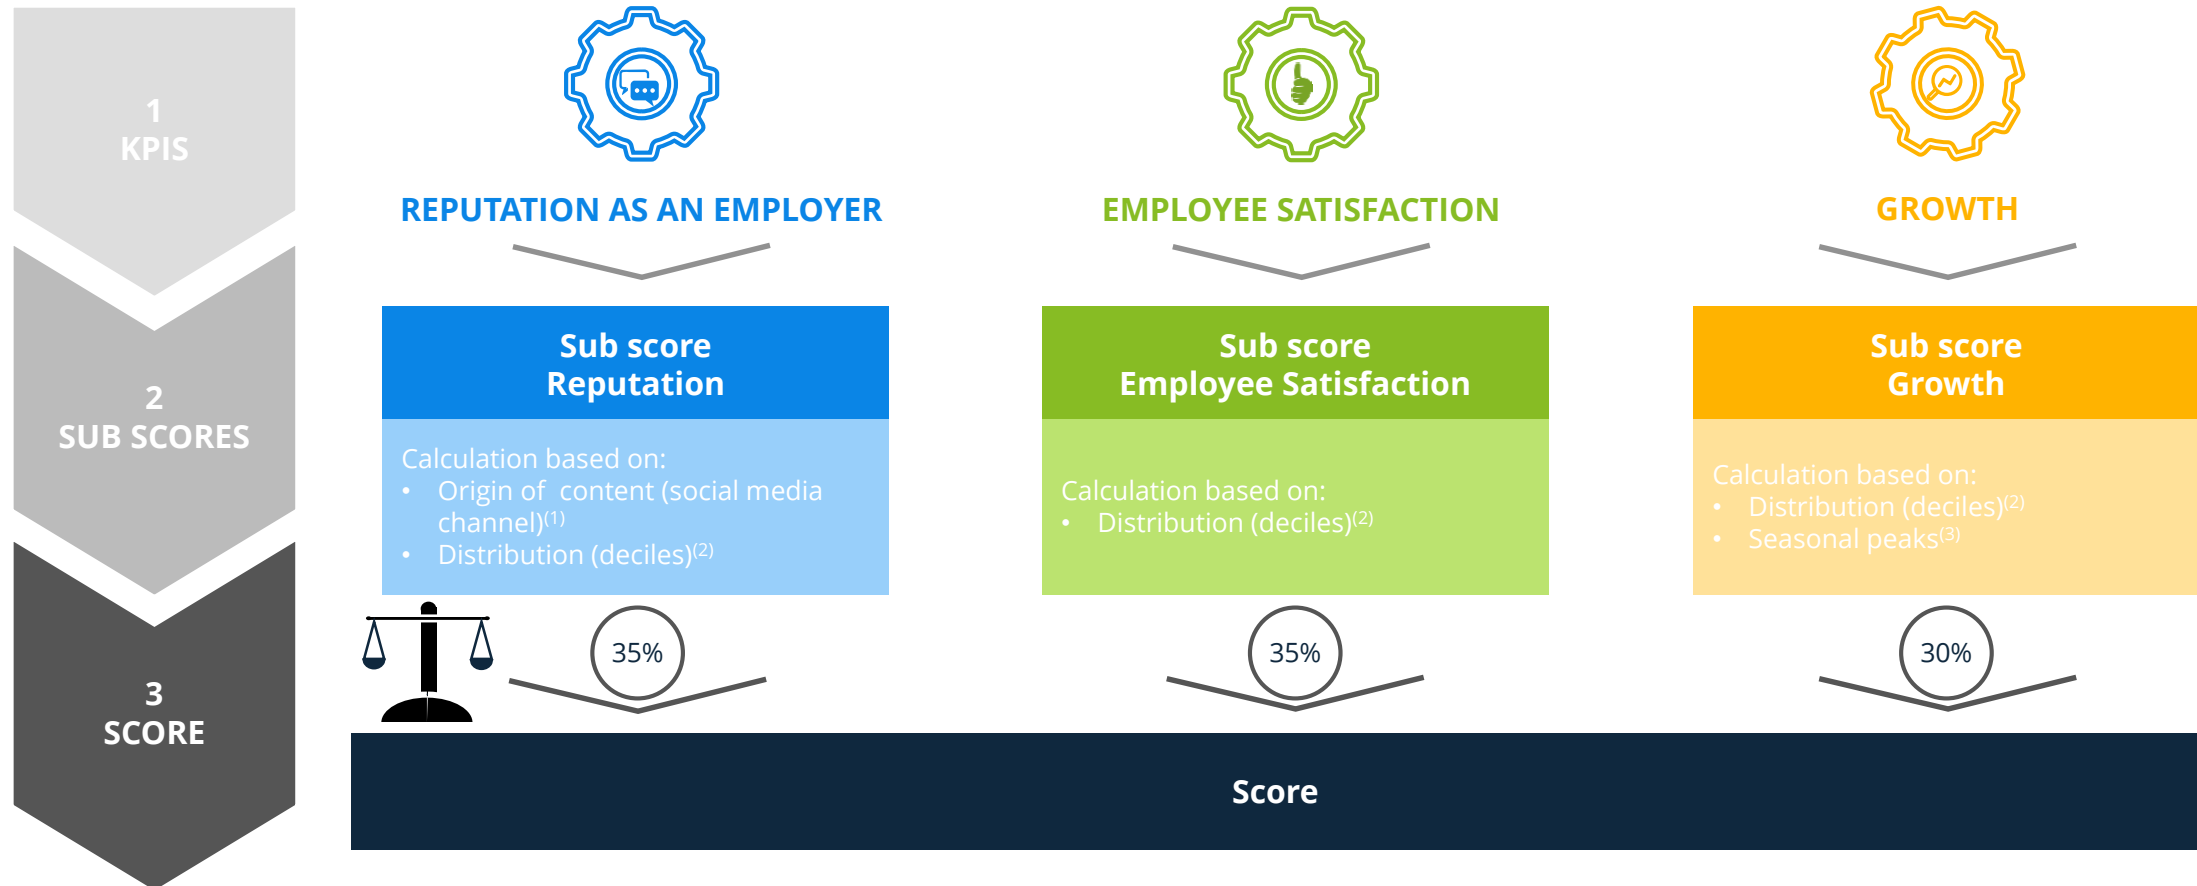 1
KPIS
REPUTATION AS AN EMPLOYER
EMPLOYEE SATISFACTION
GROWTH
2
SUB SCORES
Sub score
Reputation
Calculation based on:
• Origin of content (social media
channel)(1)
• Distribution (deciles)(2)
Sub score
Employee Satisfaction
Calculation based on:
• Distribution (deciles)(2)
Sub score
Growth
Calculation based on:
• Distribution (deciles)(2)
• Seasonal peaks(3)
3
SCORE
35%
35%
30%
Score